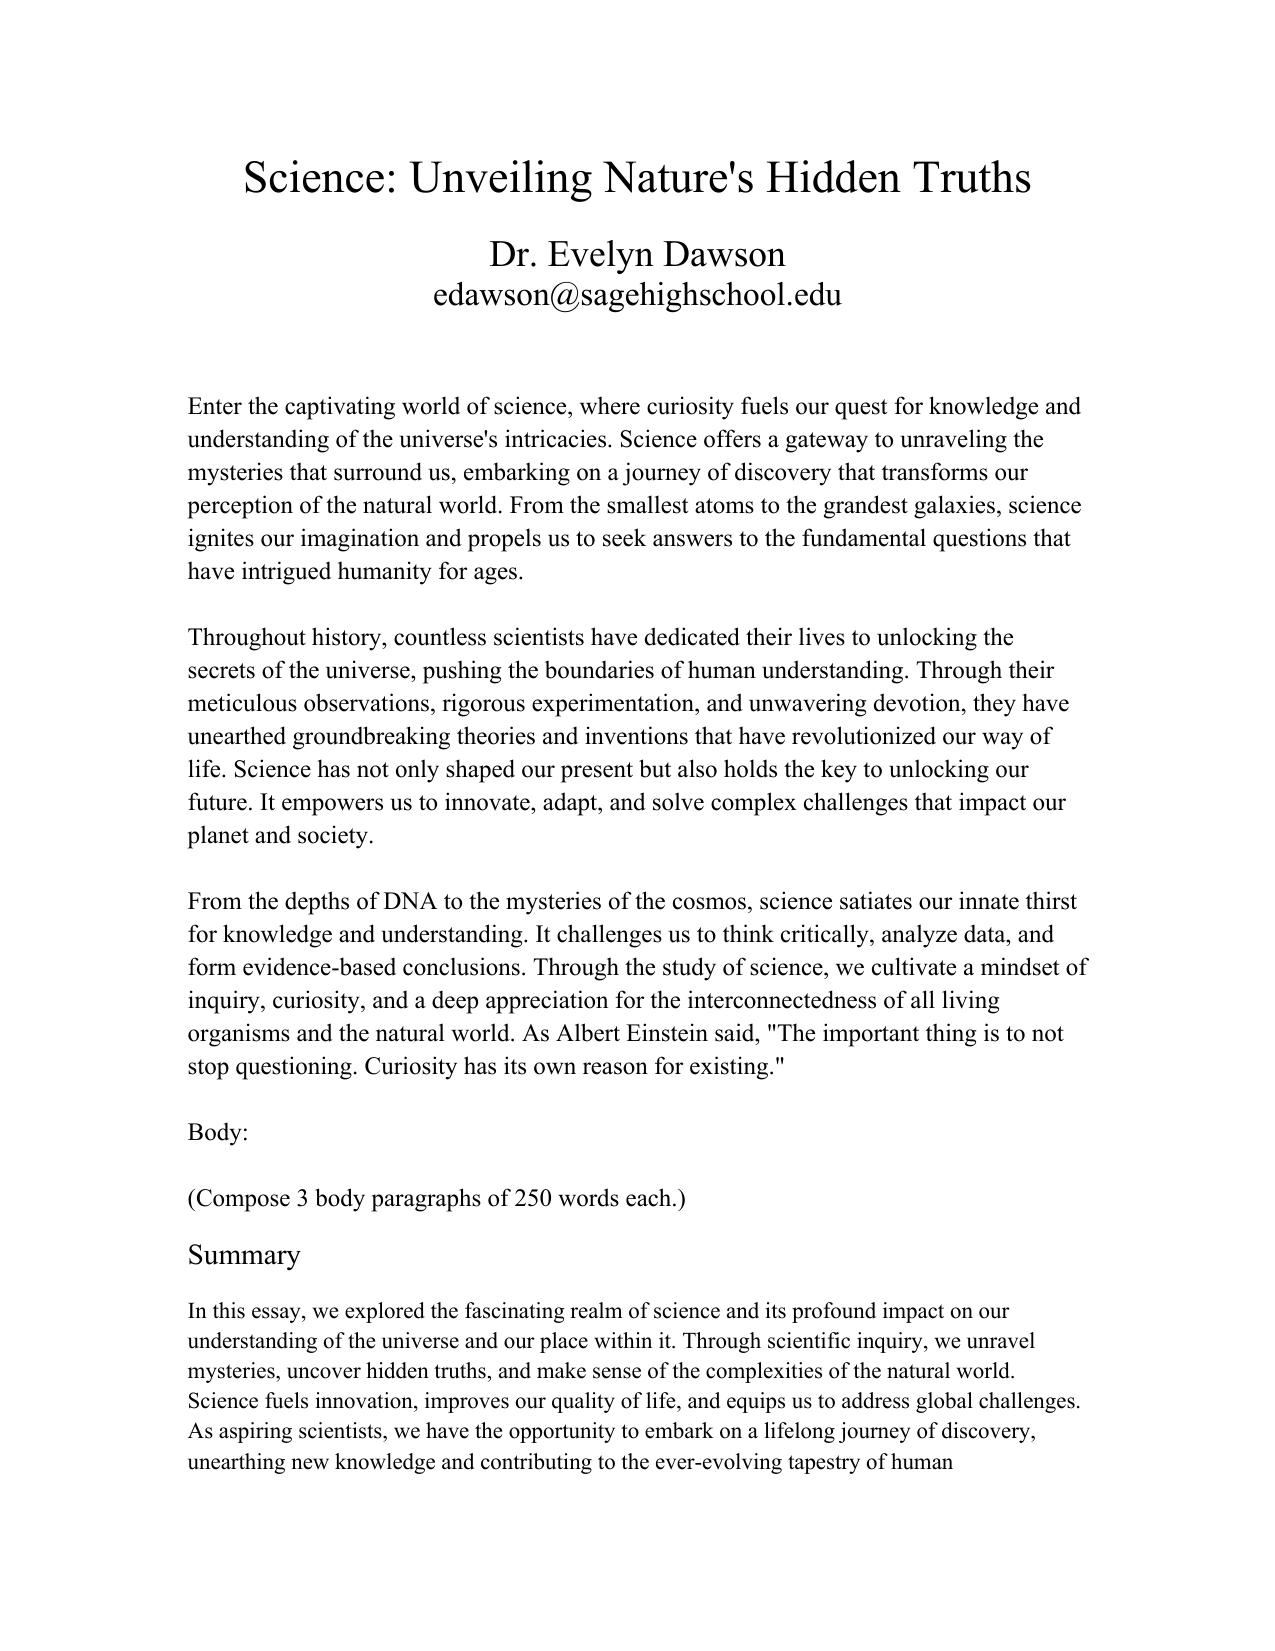 Science: Unveiling Nature's Hidden Truths
Dr. Evelyn Dawson
edawson@sagehighschool.edu
Enter the captivating world of science, where curiosity fuels our quest for knowledge and
understanding of the universe's intricacies. Science offers a gateway to unraveling the
mysteries that surround us, embarking on a journey of discovery that transforms our
perception of the natural world. From the smallest atoms to the grandest galaxies, science
ignites our imagination and propels us to seek answers to the fundamental questions that
have intrigued humanity for ages.
Throughout history, countless scientists have dedicated their lives to unlocking the
secrets of the universe, pushing the boundaries of human understanding. Through their
meticulous observations, rigorous experimentation, and unwavering devotion, they have
unearthed groundbreaking theories and inventions that have revolutionized our way of
life. Science has not only shaped our present but also holds the key to unlocking our
future. It empowers us to innovate, adapt, and solve complex challenges that impact our
planet and society.
From the depths of DNA to the mysteries of the cosmos, science satiates our innate thirst
for knowledge and understanding. It challenges us to think critically, analyze data, and
form evidence-based conclusions. Through the study of science, we cultivate a mindset of
inquiry, curiosity, and a deep appreciation for the interconnectedness of all living
organisms and the natural world. As Albert Einstein said, "The important thing is to not
stop questioning. Curiosity has its own reason for existing."
Body:
(Compose 3 body paragraphs of 250 words each.)
Summary
In this essay, we explored the fascinating realm of science and its profound impact on our
understanding of the universe and our place within it. Through scientific inquiry, we unravel
mysteries, uncover hidden truths, and make sense of the complexities of the natural world.
Science fuels innovation, improves our quality of life, and equips us to address global challenges.
As aspiring scientists, we have the opportunity to embark on a lifelong journey of discovery,
unearthing new knowledge and contributing to the ever-evolving tapestry of human